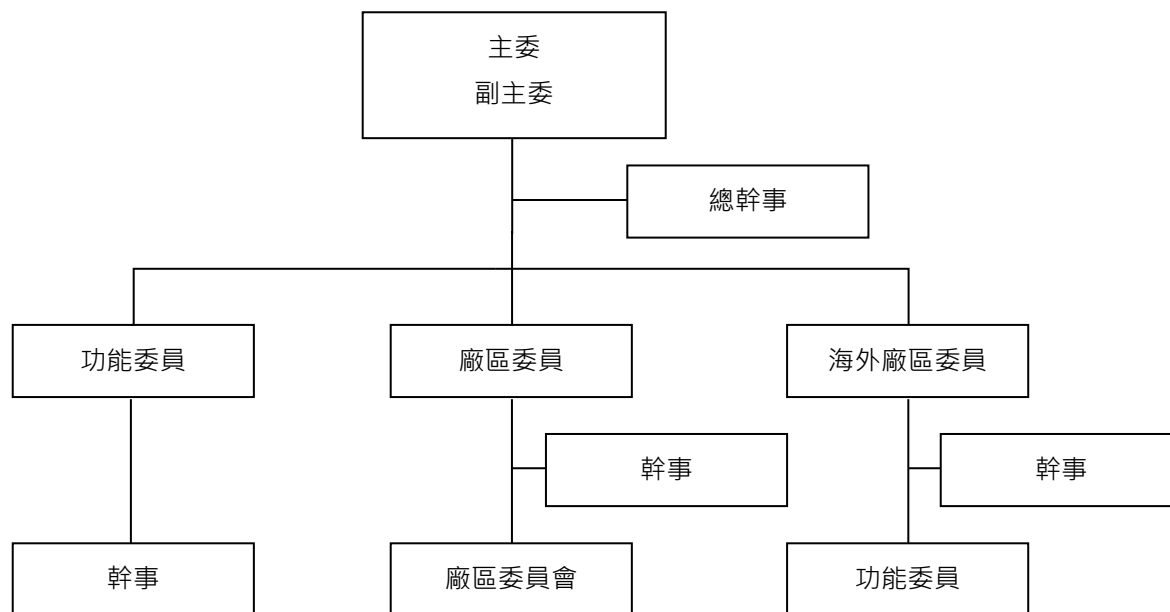 主委
副主委
總幹事
功能委員
廠區委員
海外廠區委員
幹事
幹事
幹事
廠區委員會
功能委員